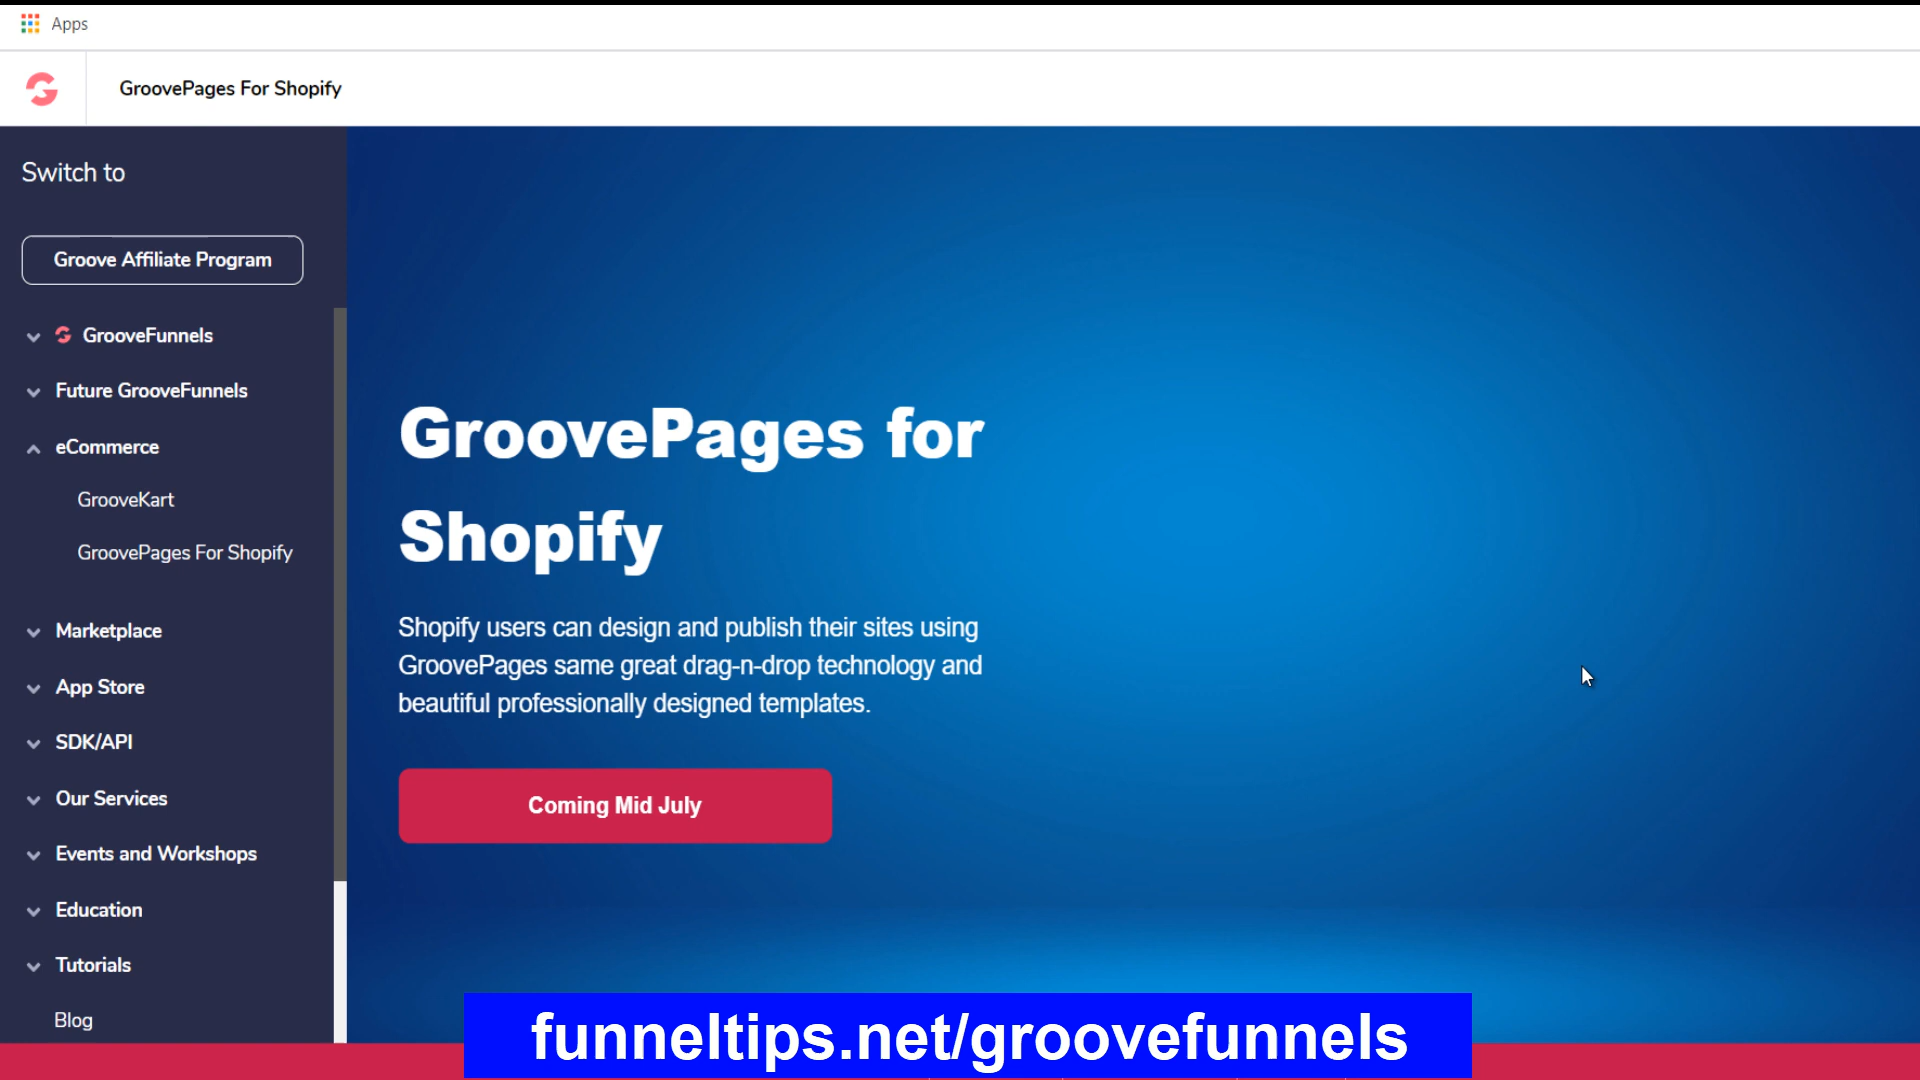 Apps
GroovePages For Shopify
Switch to
Groove Affiliate Program
GrooveFunnels
Future GrooveFunnels
eCommerce
GrooveKart
GroovePages For Shopify
Marketplace
App Store
SDK/API
Our Services
Events and Workshops
Education
Tutorials
Blog
GroovePages for
Shopify
Shopify users can design and publish their sites using
GroovePages same great drag-n-drop technology and
beautiful professionally designed templates.
Coming Mid July
funneltips.net/groovefunnels